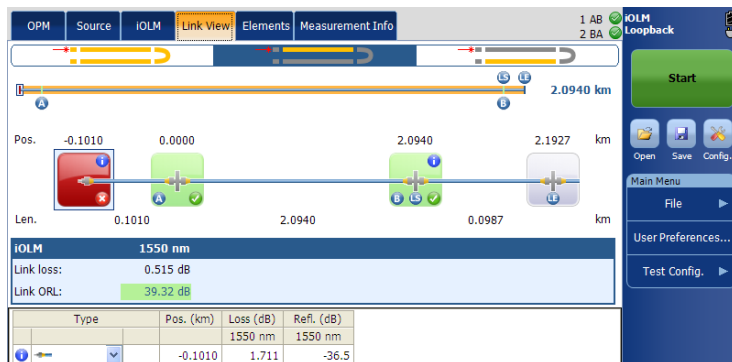 OPM Source iOLM Link View Elements Measurement Info
1 AB
2 BA
iOLM
Loopback
Start
LS LE
2.0940 km
A B
Pos. -0.1010 0.0000 2.0940 2.1927 km
A B LS LE
Len. 0.1010 2.0940 0.0987 km
Open Save Config.
Main Menu
File
User Preferences...
Test Config.
iOLM 1550 nm
Link loss: 0.515 dB
Link ORL: 39.32 dB
Type Pos. (km) Loss (dB) Refl. (dB)
1550 nm 1550 nm
-0.1010 1.711 -36.5